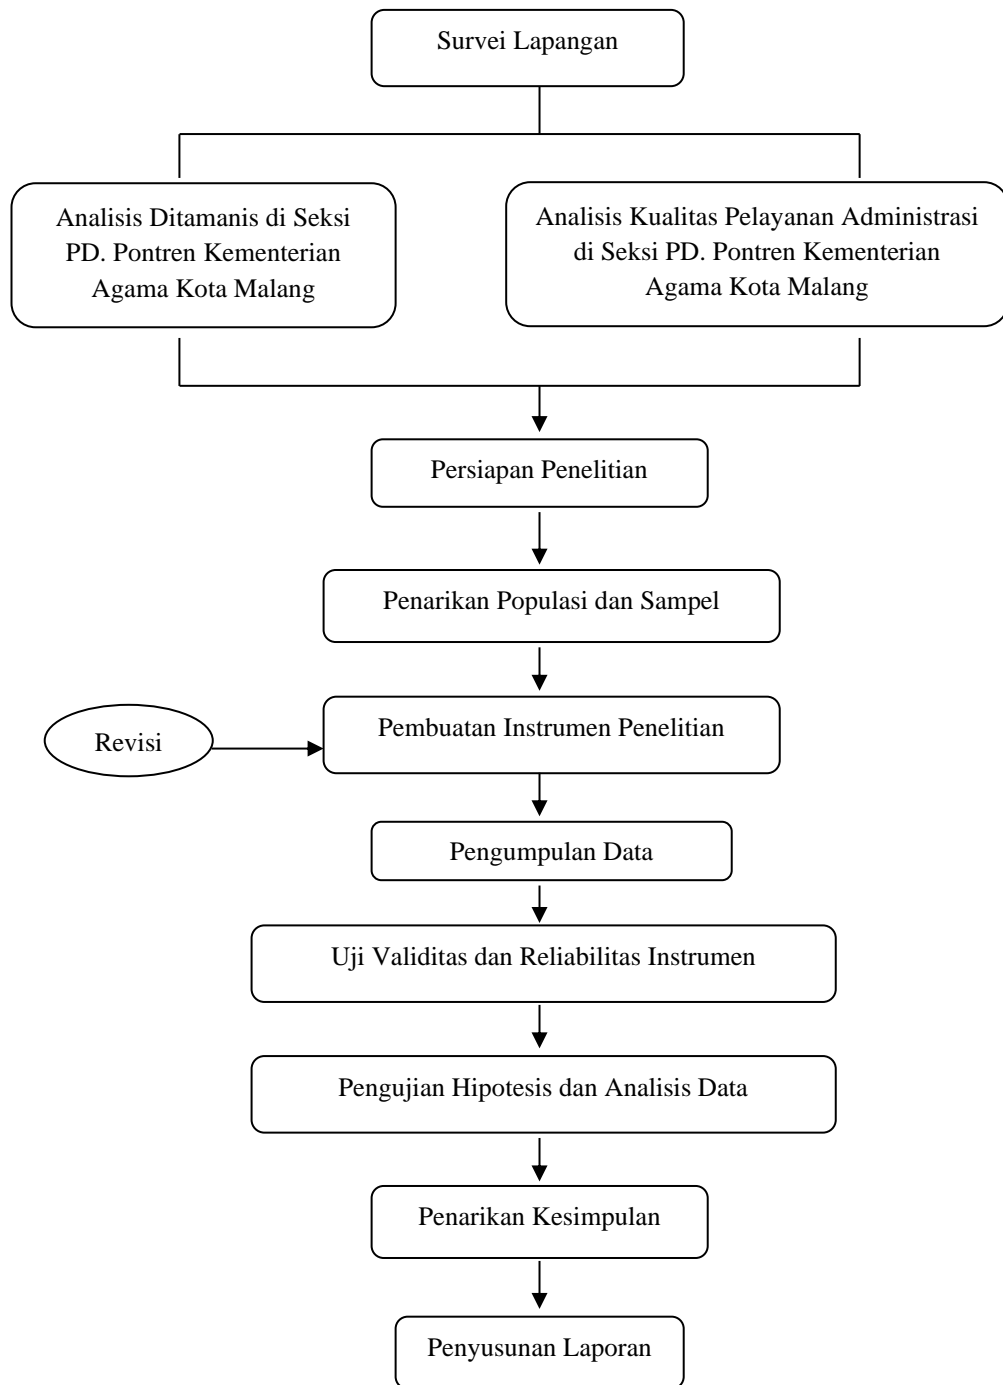 Survei Lapangan
Analisis Ditamanis di Seksi
PD. Pontren Kementerian
Agama Kota Malang
Analisis Kualitas Pelayanan Administrasi
di Seksi PD. Pontren Kementerian
Agama Kota Malang
Persiapan Penelitian
Penarikan Populasi dan Sampel
Revisi
Pembuatan Instrumen Penelitian
Pengumpulan Data
Uji Validitas dan Reliabilitas Instrumen
Pengujian Hipotesis dan Analisis Data
Penarikan Kesimpulan
Penyusunan Laporan